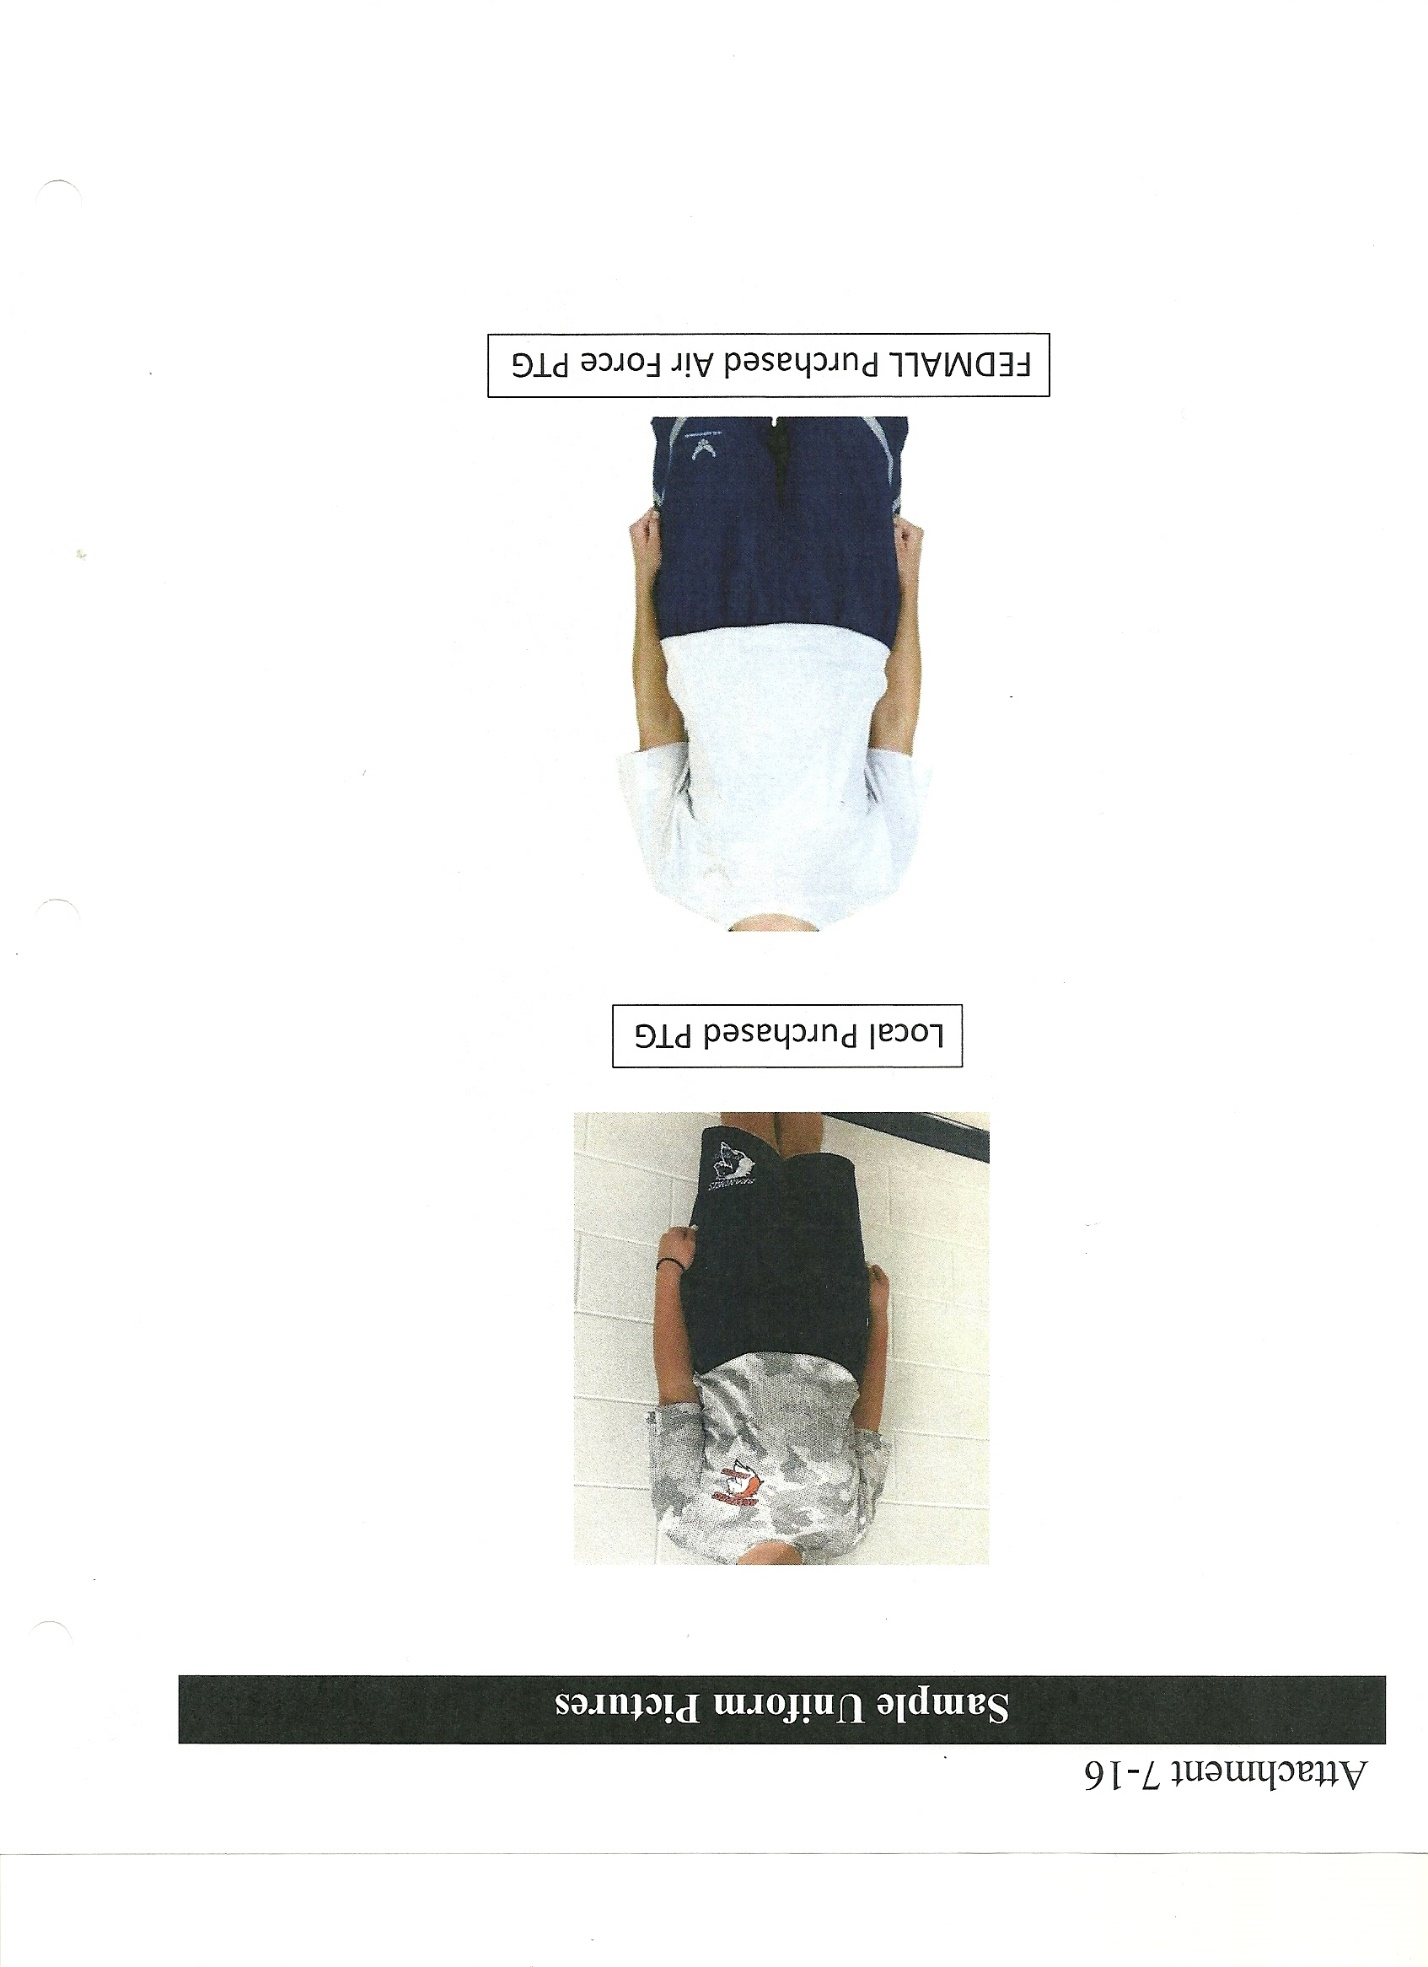 Attachment 7-16
Sample Uniform Pictures
Local Purchased PTG
FEDMALL Purchased Air Force PTG